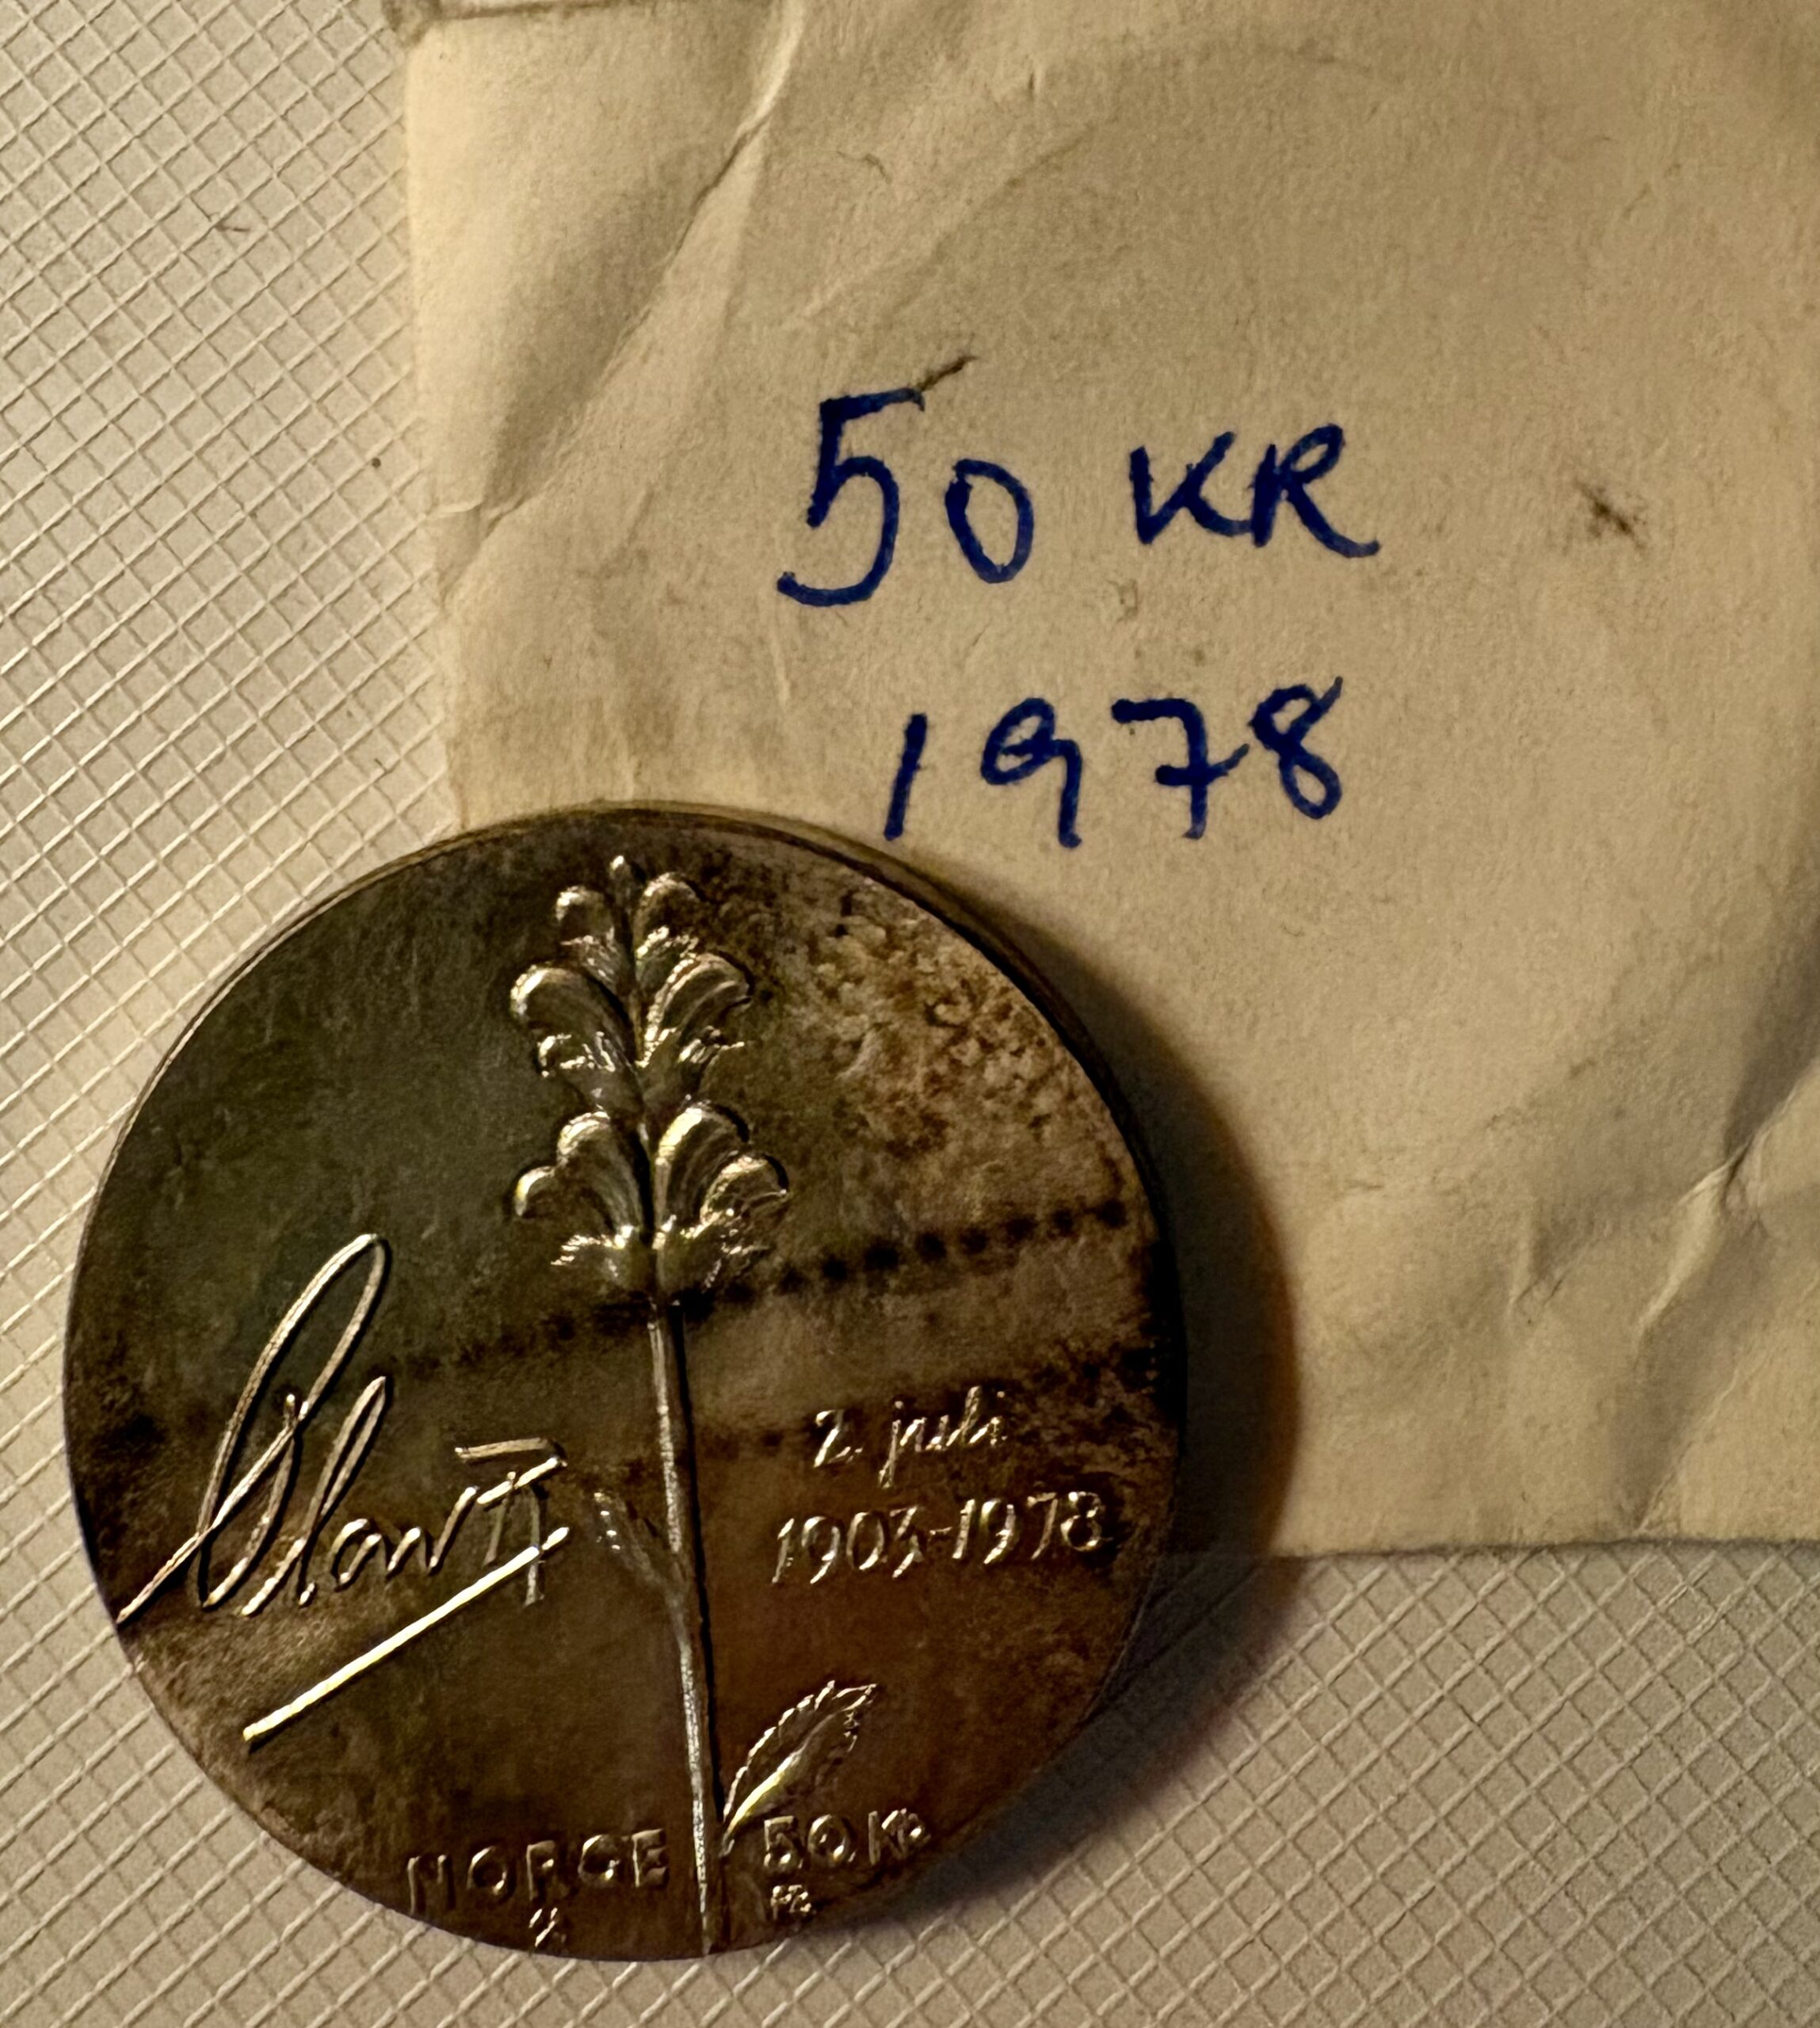 50 KR
1978
Olav R
2. juli
1903-1978
NORGE 50 KR